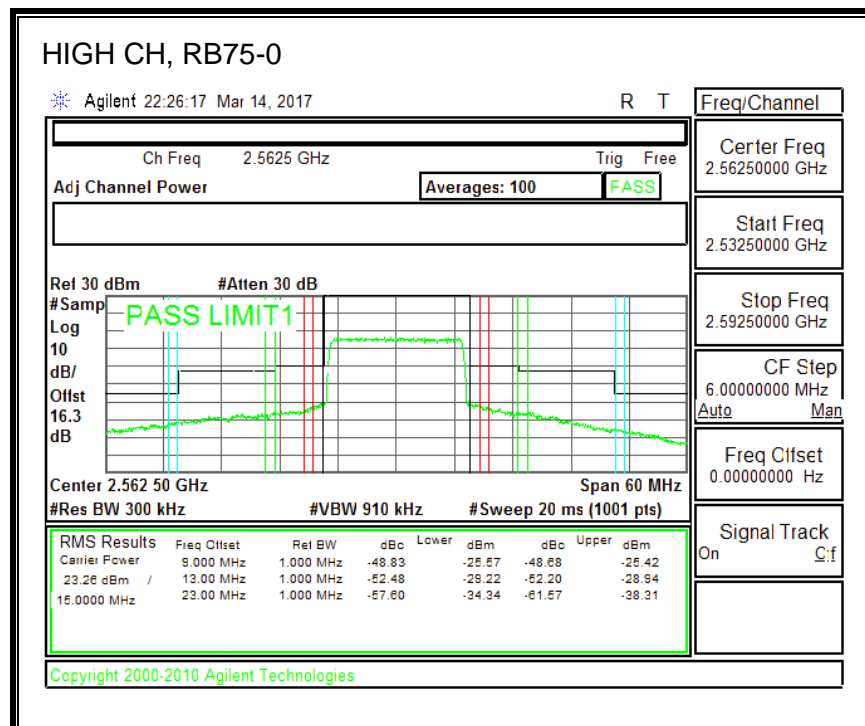 HIGH CH, RB75-0
Agilent 22:26:17 Mar 14, 2017 R T
Freq/Channel
Ch Freq 2.5625 GHz Trig Free
Adj Channel Power Averages: 100 PASS
Center Freq
2.56250000 GHz
Start Freq
2.53250000 GHz
Stop Freq
2.59250000 GHz
CF Step
6.00000000 MHz
Auto Man
Freq Offset
0.00000000 Hz
Signal Track
On Off
Ref 30 dBm #Atten 30 dB
#Samp
Log
10
dB/
Offst
16.3
dB
PASS LIMIT1
Center 2.562 50 GHz Span 60 MHz
#Res BW 300 kHz #VBW 910 kHz #Sweep 20 ms (1001 pts)
RMS Results Freq Offset Ref BW dBc Lower dBm dBc Upper dBm
Carrier Power 9.000 MHz 1.000 MHz -48.83 -25.57 -48.68 -25.42
23.26 dBm / 13.00 MHz 1.000 MHz -52.48 -29.22 -52.20 -28.94
15.0000 MHz 23.00 MHz 1.000 MHz -57.60 -34.34 -61.57 -38.31
Copyright 2000-2010 Agilent Technologies